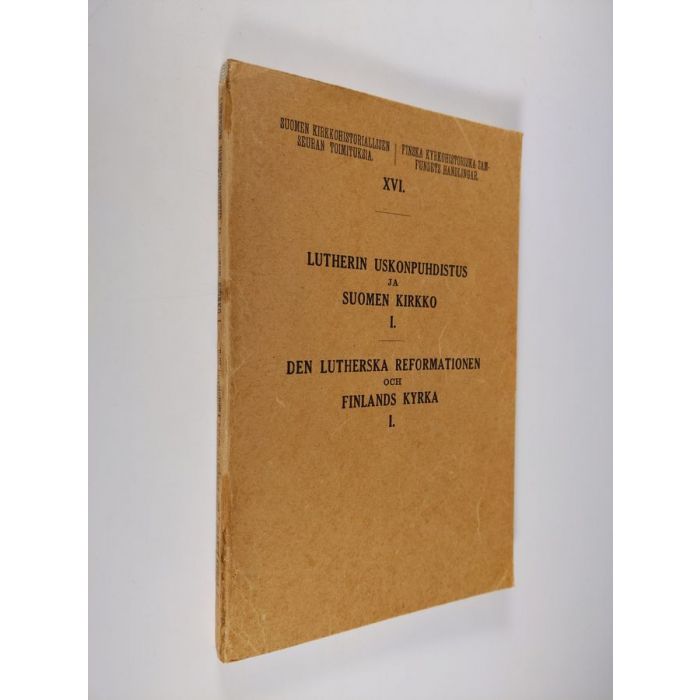 SUOMEN KIRKKOHISTORIALLISEN
SEURAN TOIMITUKSIA.
FINSKA KYRKOHISTORISKA SAM-
FUNDETS HANDLINGAR.
XVI.
LUTHERIN USKONPUHDISTUS
JA
SUOMEN KIRKKO
I.
DEN LUTHERSKA REFORMATIONEN
OCH
FINLANDS KYRKA
I.